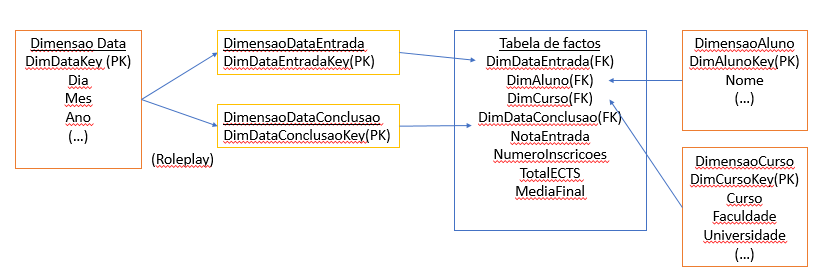 Dimensao Data
DimDataKey (PK)
Dia
Mes
Ano
(...)
DimensaoDataEntrada
DimDataEntradaKey(PK)
DimensaoDataConclusao
DimDataConclusaoKey(PK)
(Roleplay)
Tabela de factos
DimDataEntrada(FK)
DimAluno(FK)
DimCurso(FK)
DimDataConclusao(FK)
NotaEntrada
NumeroInscricoes
TotalECTS
MediaFinal
DimensaoAluno
DimAlunoKey(PK)
Nome
(...)
DimensaoCurso
DimCursoKey(PK)
Curso
Faculdade
Universidade
(...)